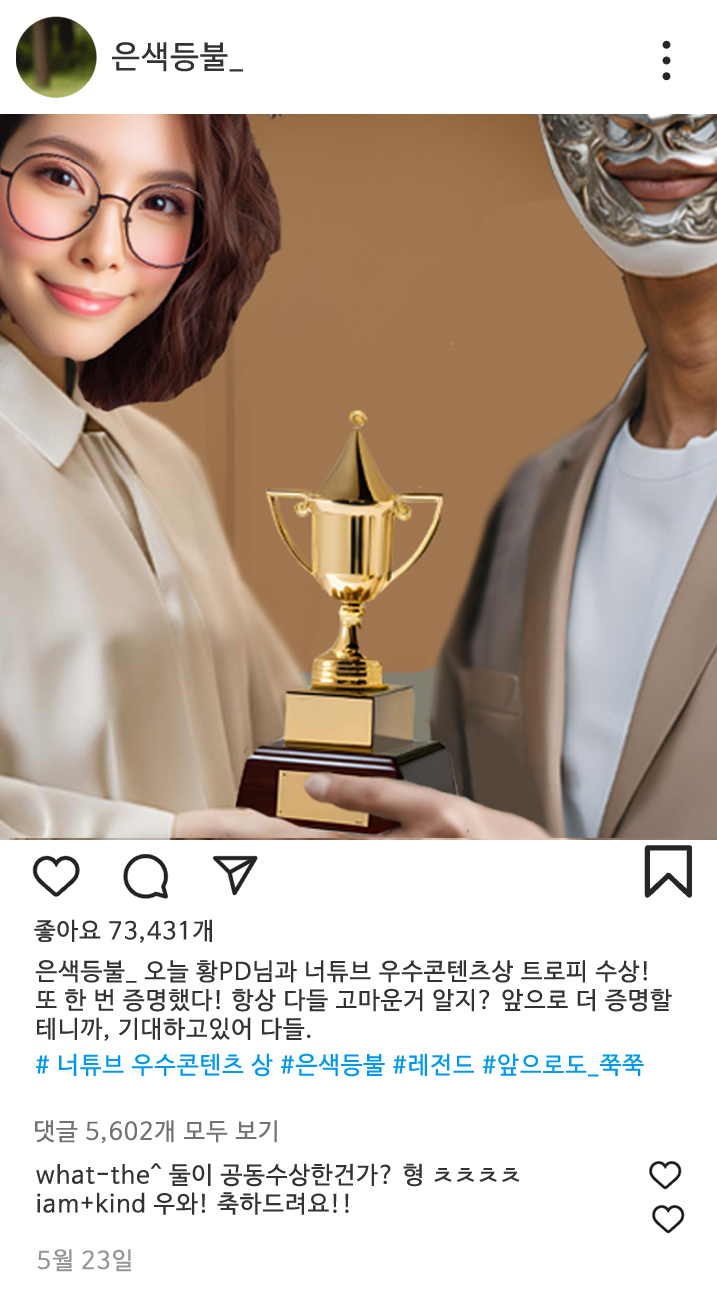 은색등불_
좋아요 73,431개
은색등불_ 오늘 황PD님과 너튜브 우수콘텐츠상 트로피 수상!
또 한 번 증명했다! 항상 다들 고마운거 알지? 앞으로 더 증명할
테니까, 기대하고있어 다들.
# 너튜브 우수콘텐츠 상 #은색등불 #레전드 #앞으로도_쭉쭉
댓글 5,602개 모두 보기
what-the^ 둘이 공동수상한건가? 형 ㅊㅊㅊㅊ
iam+kind 우와! 축하드려요!!
5월 23일